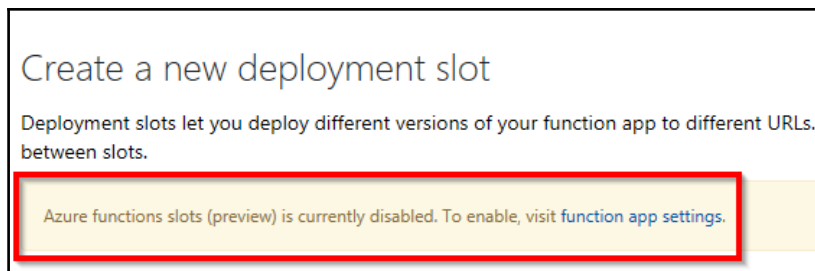 Create a new deployment slot
Deployment slots let you deploy different versions of your function app to different URLs.
between slots.
Azure functions slots (preview) is currently disabled. To enable, visit function app settings.